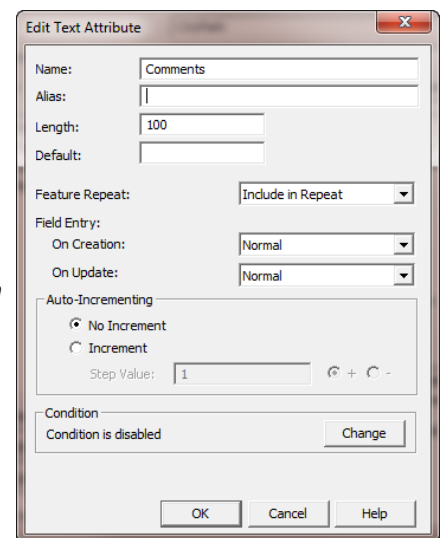 Edit Text Attribute
Name: Comments
Alias:
Length: 100
Default:
Feature Repeat: Include in Repeat
Field Entry:
On Creation: Normal
On Update: Normal
Auto-Incrementing
No Increment
Increment
Step Value: 1 + -
Condition
Condition is disabled Change
OK Cancel Help